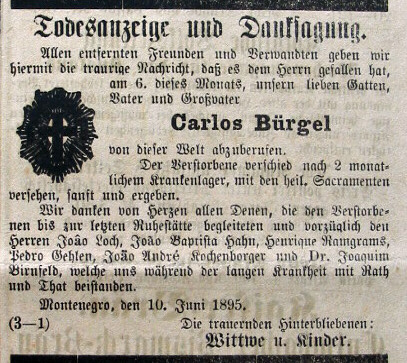 Todesanzeige und Danksagung.
Allen entfernten Freunden und Verwandten geben wir
hiermit die traurige Nachricht, daß es dem Herrn gefallen hat,
am 6. dieses Monats, unsern lieben Gatten,
Vater und Großvater
Carlos Bürgel
von dieser Welt abzuberufen.
Der Verstorbene verschied nach 2 monat-
lichem Krankenlager, mit den heil. Sacramenten
versehen, sanft und ergeben.
Wir danken von Herzen allen Denen, die den Verstorbe-
nen bis zur letzten Ruhestätte begleiteten und vorzüglich den
Herren João Loch, João Baptista Hahn, Henrique Ramgrams,
Pedro Gehlen, João André Kochenborger und Dr. Joaquim
Birnfeld, welche uns während der langen Krankheit mit Rath
und That beistanden.
Montenegro, den 10. Juni 1895.
(3—1) Die trauernden Hinterbliebenen:
Wittwe u. Kinder.